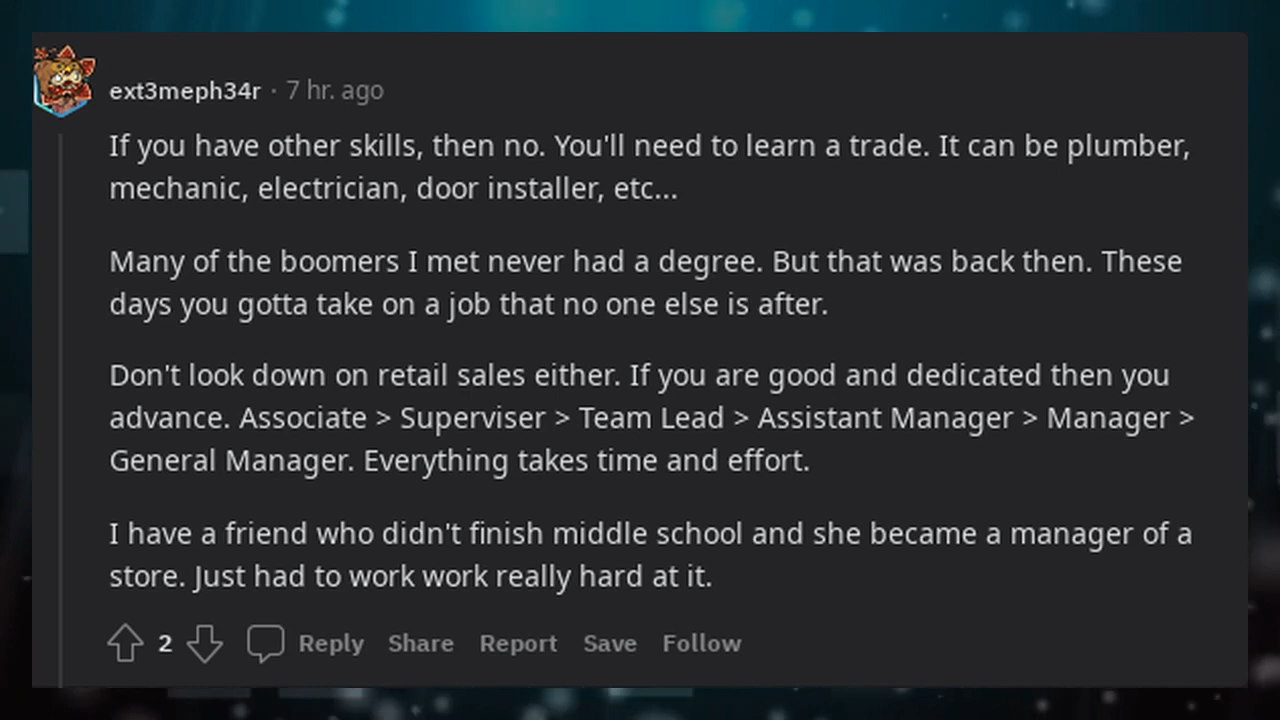 ext3meph34r · 7 hr. ago
If you have other skills, then no. You'll need to learn a trade. It can be plumber,
mechanic, electrician, door installer, etc...
Many of the boomers I met never had a degree. But that was back then. These
days you gotta take on a job that no one else is after.
Don't look down on retail sales either. If you are good and dedicated then you
advance. Associate > Superviser > Team Lead > Assistant Manager > Manager >
General Manager. Everything takes time and effort.
I have a friend who didn't finish middle school and she became a manager of a
store. Just had to work work really hard at it.
2 Reply Share Report Save Follow